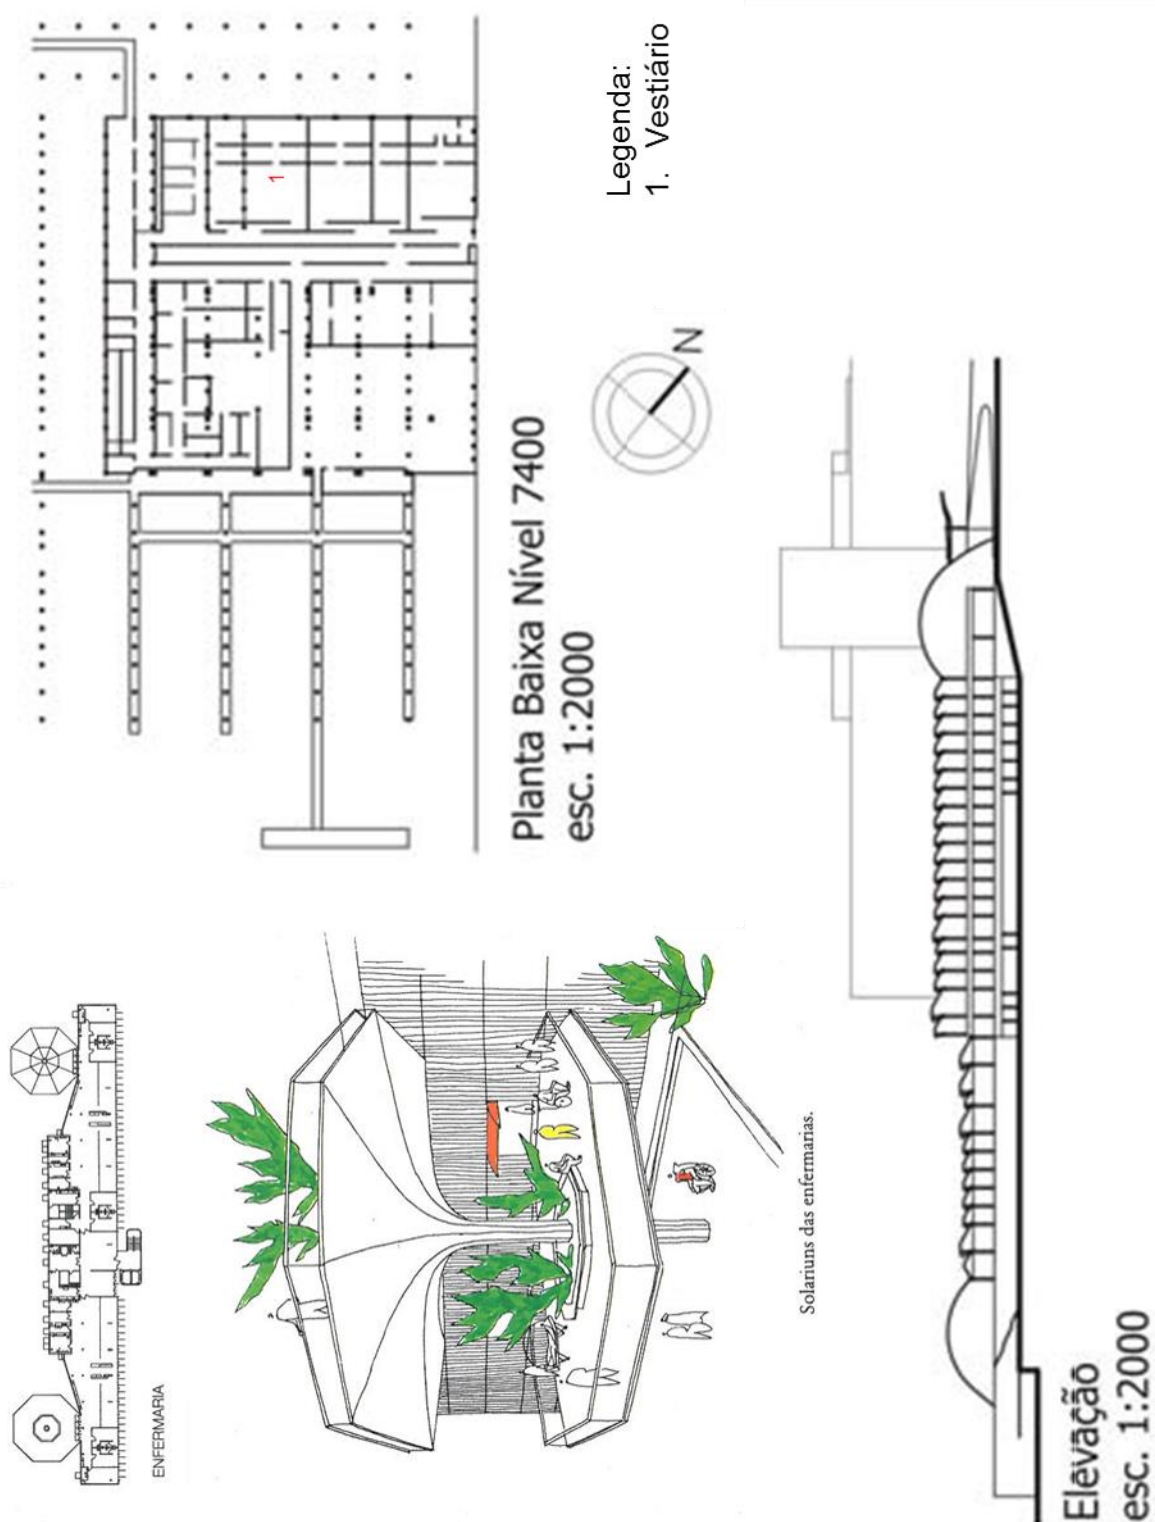 ENFERMARIA
Solariuns das enfermarias.
1
Planta Baixa Nível 7400
esc. 1:2000
N
Legenda:
1. Vestiário
Elevação
esc. 1:2000